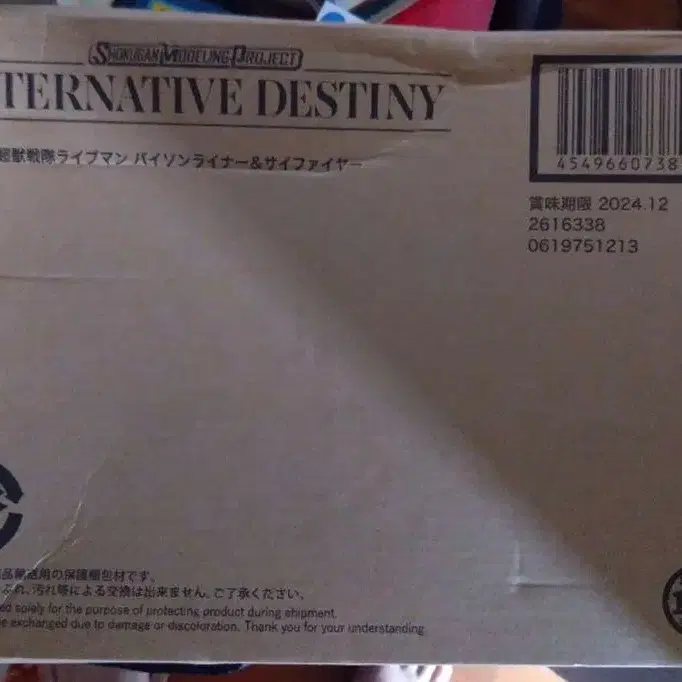 SHOKUGAN MODELING PROJECT
TERNATIVE DESTINY
超獣戦隊ライブマン バイソンライナー&サイファイヤー
4549660738
賞味期限 2024.12
2616338
0619751213
品輸送用の保護梱包材です。
ぶれ、汚れ等による交換は出来ません。ご了承ください。
ed solely for the purpose of protecting product during shipment.
e exchanged due to damage or discoloration. Thank you for your understanding